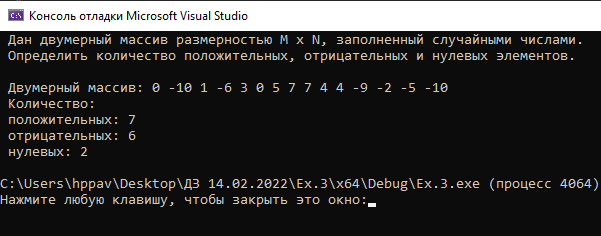 Консоль отладки Microsoft Visual Studio
Дан двумерный массив размерностью M x N, заполненный случайными числами.
Определить количество положительных, отрицательных и нулевых элементов.
Двумерный массив: 0 -10 1 -6 3 0 5 7 7 4 4 -9 -2 -5 -10
Количество:
положительных: 7
отрицательных: 6
нулевых: 2
C:\Users\hppav\Desktop\ДЗ 14.02.2022\Ex.3\x64\Debug\Ex.3.exe (процесс 4064)
Нажмите любую клавишу, чтобы закрыть это окно: